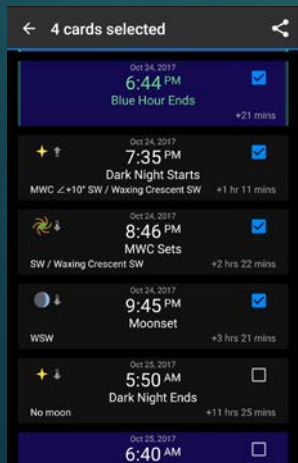 4 cards selected
Oct 24, 2017
6:44 PM
Blue Hour Ends
+21 mins
Oct 24, 2017
7:35 PM
Dark Night Starts
MWC ∠+10° SW / Waxing Crescent SW +1 hr 11 mins
Oct 24, 2017
8:46 PM
MWC Sets
SW / Waxing Crescent SW +2 hrs 22 mins
Oct 24, 2017
9:45 PM
Moonset
WSW +3 hrs 21 mins
Oct 25, 2017
5:50 AM
Dark Night Ends
No moon +11 hrs 25 mins
Oct 25, 2017
6:40 AM